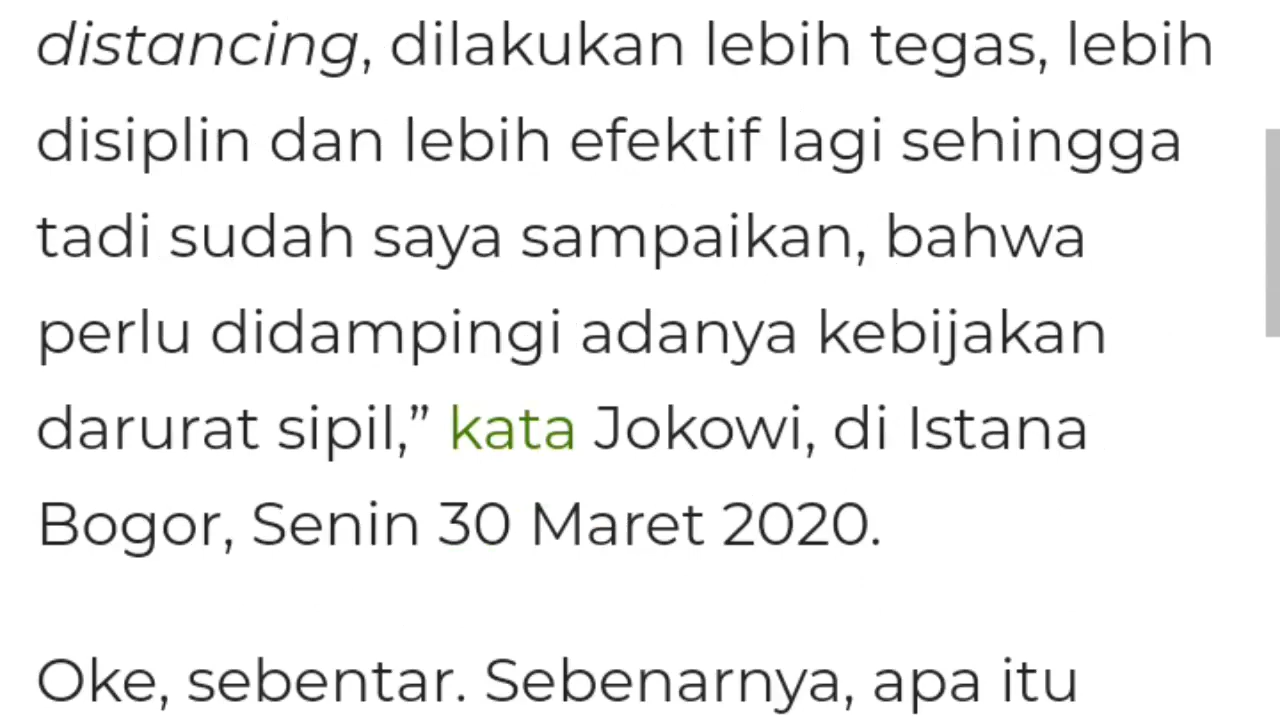 distancing, dilakukan lebih tegas, lebih
disiplin dan lebih efektif lagi sehingga
tadi sudah saya sampaikan, bahwa
perlu didampingi adanya kebijakan
darurat sipil,” kata Jokowi, di Istana
Bogor, Senin 30 Maret 2020.
Oke, sebentar. Sebenarnya, apa itu